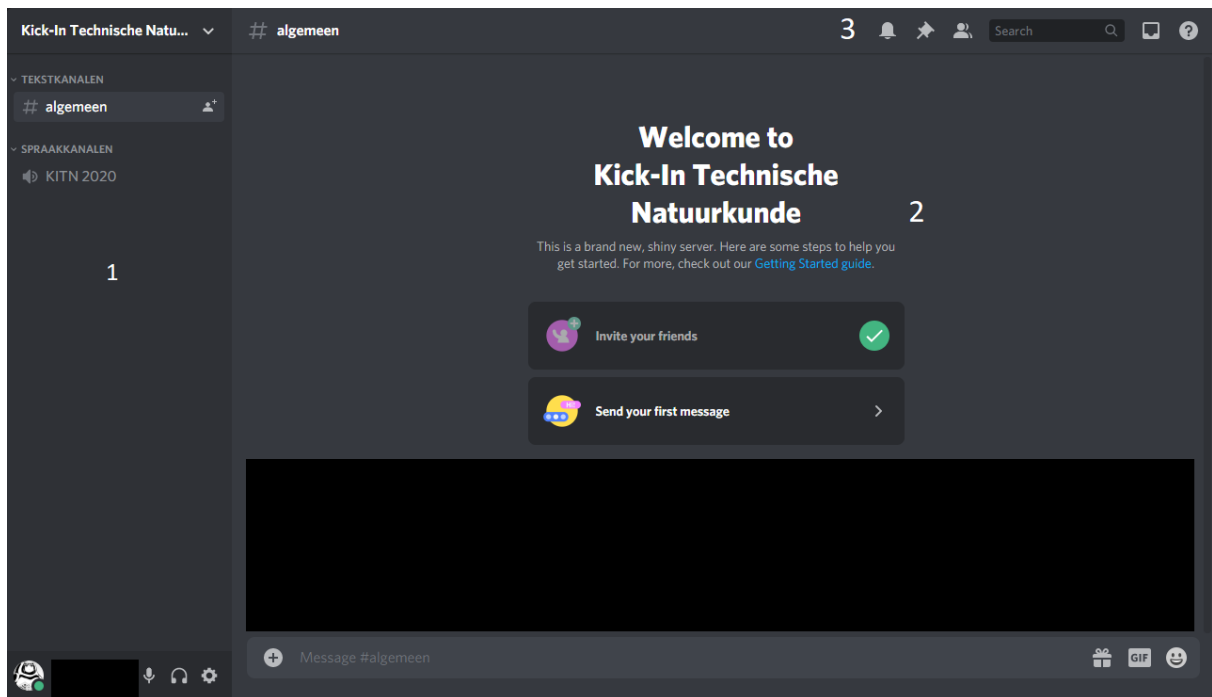 Kick-In Technische Natu...
# algemeen
3
Search
TEKSTKANALEN
# algemeen
SPRAAKKANALEN
KITN 2020
1
Welcome to
Kick-In Technische
Natuurkunde
2
This is a brand new, shiny server. Here are some steps to help you
get started. For more, check out our Getting Started guide.
Invite your friends
Send your first message
Message #algemeen
GIF